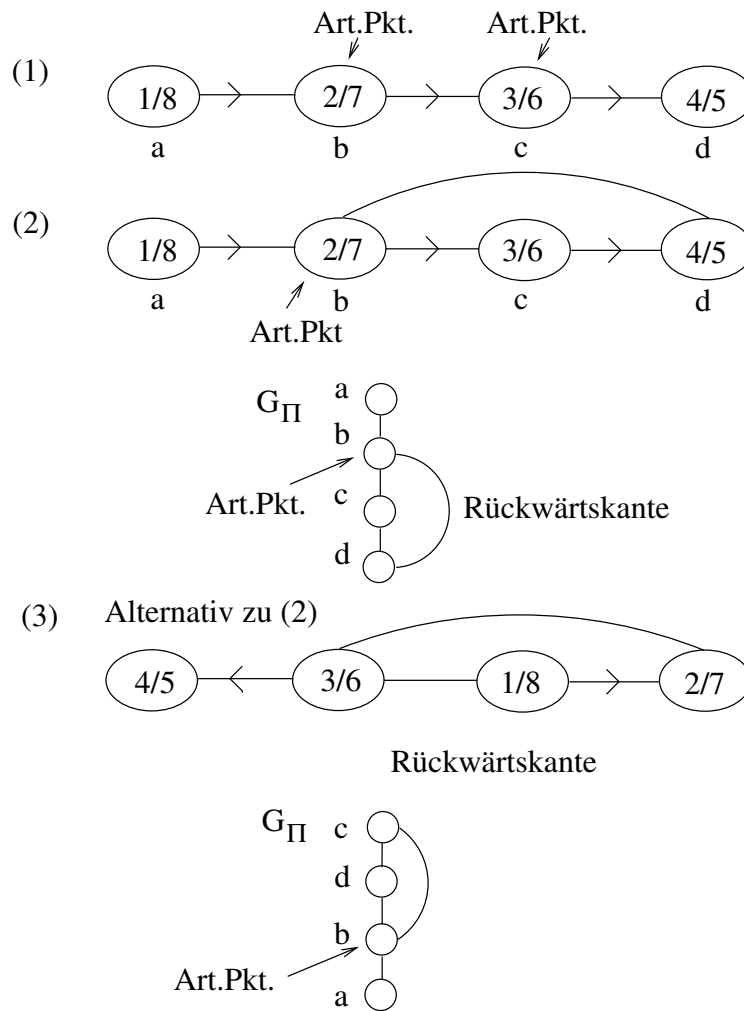 Art.Pkt. Art.Pkt.
(1) 1/8 2/7 3/6 4/5
a b c d
(2) 1/8 2/7 3/6 4/5
a b c d
Art.Pkt
G_Π a
b
Art.Pkt. c Rückwärtskante
d
(3) Alternativ zu (2)
4/5 3/6 1/8 2/7
Rückwärtskante
G_Π c
d
b
Art.Pkt.
a